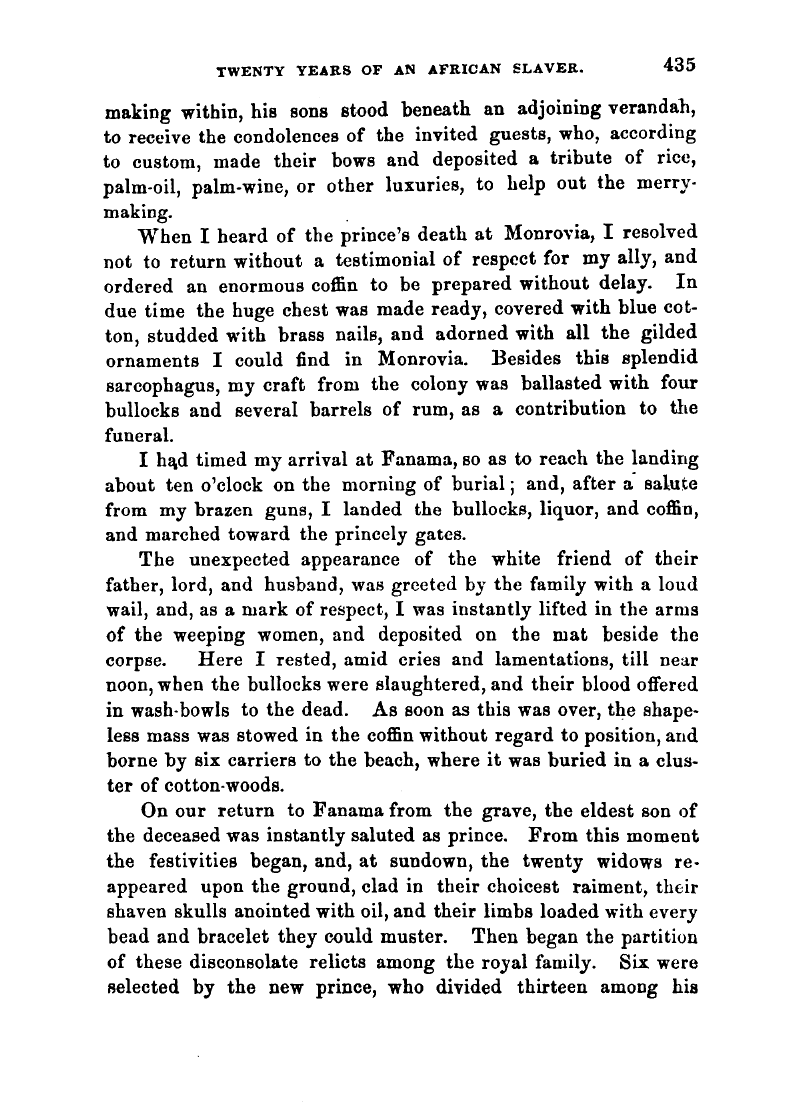 TWENTY YEARS OF AN AFRICAN SLAVER. 435
making within, his sons stood beneath an adjoining verandah,
to receive the condolences of the invited guests, who, according
to custom, made their bows and deposited a tribute of rice,
palm-oil, palm-wine, or other luxuries, to help out the merry-
making.
When I heard of the prince's death at Monrovia, I resolved
not to return without a testimonial of respect for my ally, and
ordered an enormous coffin to be prepared without delay. In
due time the huge chest was made ready, covered with blue cot-
ton, studded with brass nails, and adorned with all the gilded
ornaments I could find in Monrovia. Besides this splendid
sarcophagus, my craft from the colony was ballasted with four
bullocks and several barrels of rum, as a contribution to the
funeral.
I had timed my arrival at Fanama, so as to reach the landing
about ten o'clock on the morning of burial; and, after a salute
from my brazen guns, I landed the bullocks, liquor, and coffin,
and marched toward the princely gates.
The unexpected appearance of the white friend of their
father, lord, and husband, was greeted by the family with a loud
wail, and, as a mark of respect, I was instantly lifted in the arms
of the weeping women, and deposited on the mat beside the
corpse. Here I rested, amid cries and lamentations, till near
noon, when the bullocks were slaughtered, and their blood offered
in wash-bowls to the dead. As soon as this was over, the shape-
less mass was stowed in the coffin without regard to position, and
borne by six carriers to the beach, where it was buried in a clus-
ter of cotton-woods.
On our return to Fanama from the grave, the eldest son of
the deceased was instantly saluted as prince. From this moment
the festivities began, and, at sundown, the twenty widows re-
appeared upon the ground, clad in their choicest raiment, their
shaven skulls anointed with oil, and their limbs loaded with every
bead and bracelet they could muster. Then began the partition
of these disconsolate relicts among the royal family. Six were
selected by the new prince, who divided thirteen among his